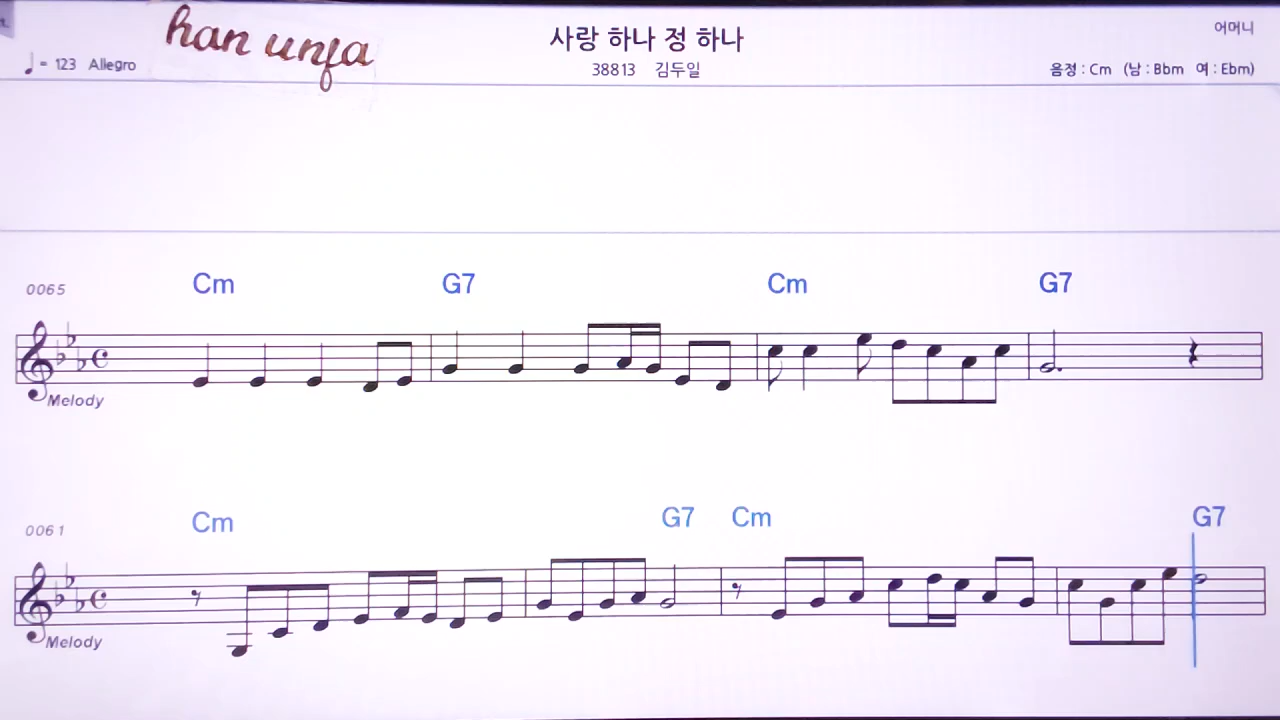 han unfa
사랑 하나 정 하나
어머니
♩ = 123 Allegro
38813 김두일
음정 : Cm (남 : Bbm 여 : Ebm)
0065
Cm G7 Cm G7
Melody
0061
Cm G7 Cm G7
Melody